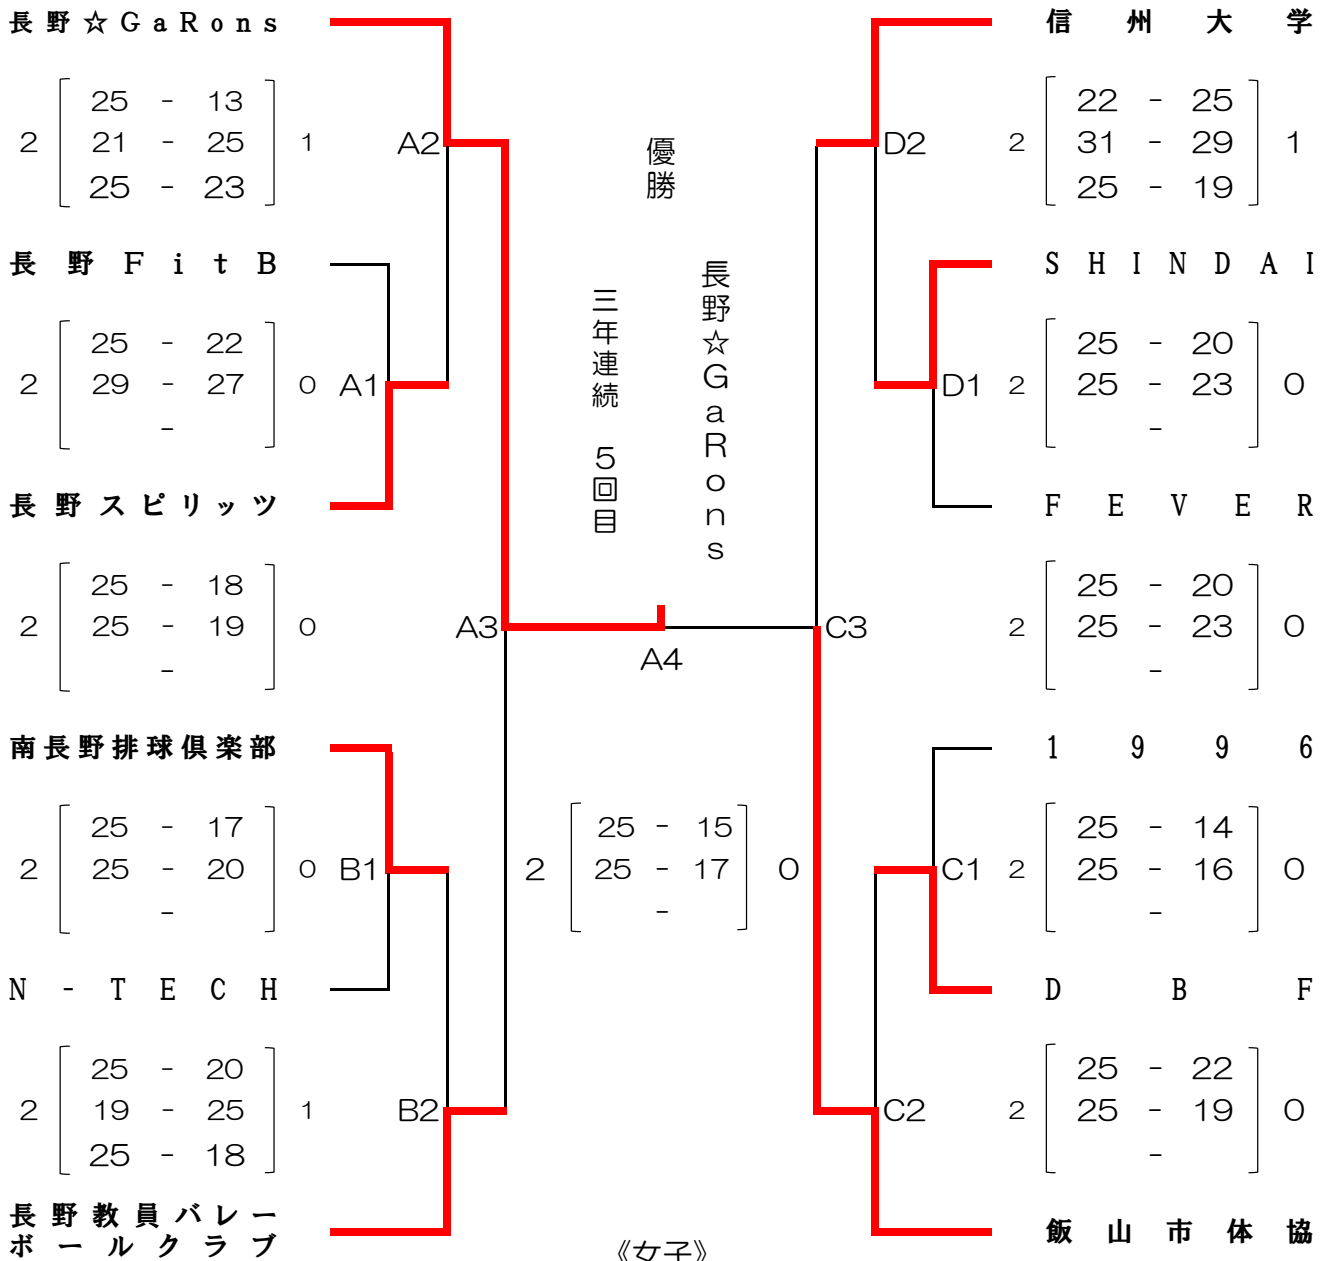 長野☆GaRons
2 25 - 13 1
21 - 25
25 - 23
A2
長野FitB
2 25 - 22 0
29 - 27
-
A1
長野スピリッツ
2 25 - 18 0
25 - 19
-
A3
南長野排球倶楽部
2 25 - 17 0
25 - 20
-
B1
N-TECH
2 25 - 20 1
19 - 25
25 - 18
B2
長野教員バレー
ボールクラブ
優勝
長野☆GaRons
三年連続 5回目
A4
2 25 - 15 0
25 - 17
-
《女子》
信州大学
D2
2 22 - 25 1
31 - 29
25 - 19
SHINDAI
D1
2 25 - 20 0
25 - 23
-
FEVER
C3
2 25 - 20 0
25 - 23
-
1996
C1
2 25 - 14 0
25 - 16
-
DBF
C2
2 25 - 22 0
25 - 19
-
飯山市体協